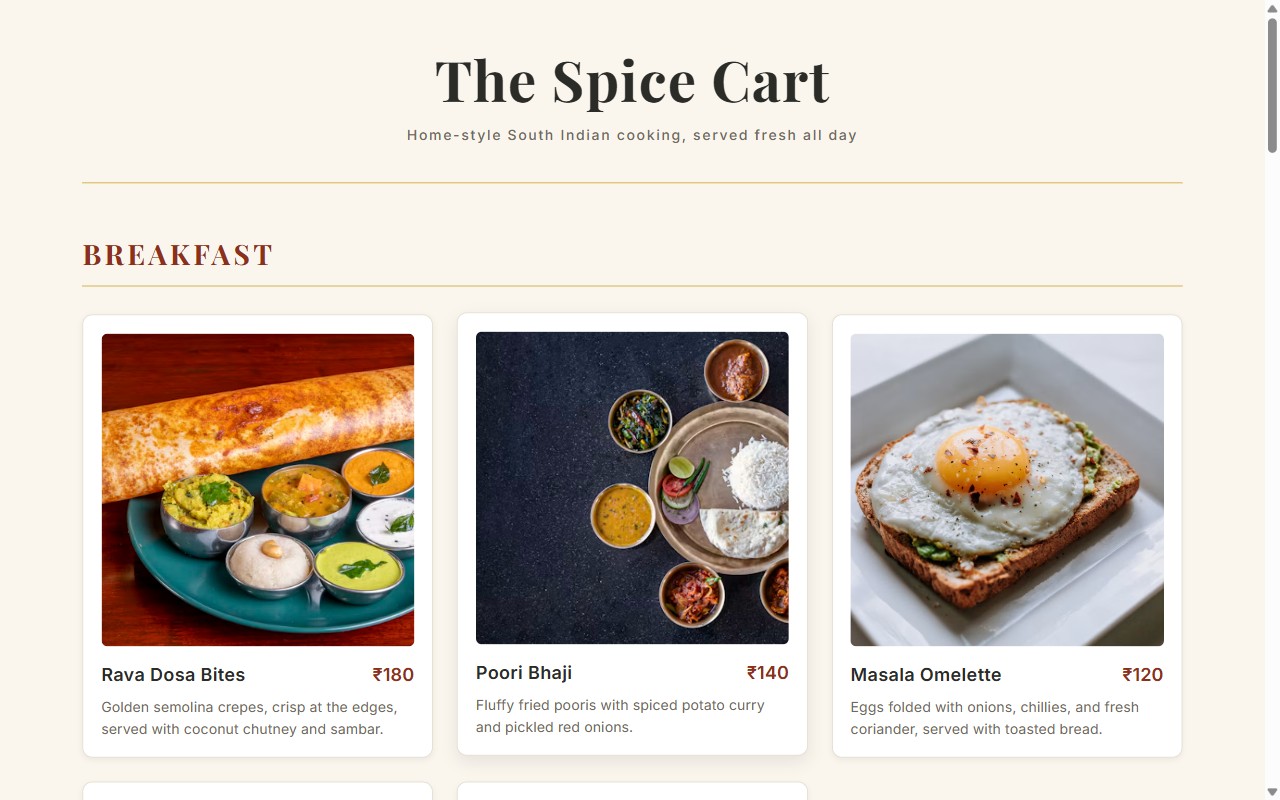 The Spice Cart
Home-style South Indian cooking, served fresh all day
BREAKFAST
Rava Dosa Bites ₹180
Golden semolina crepes, crisp at the edges,
served with coconut chutney and sambar.
Poori Bhaji ₹140
Fluffy fried pooris with spiced potato curry
and pickled red onions.
Masala Omelette ₹120
Eggs folded with onions, chillies, and fresh
coriander, served with toasted bread.